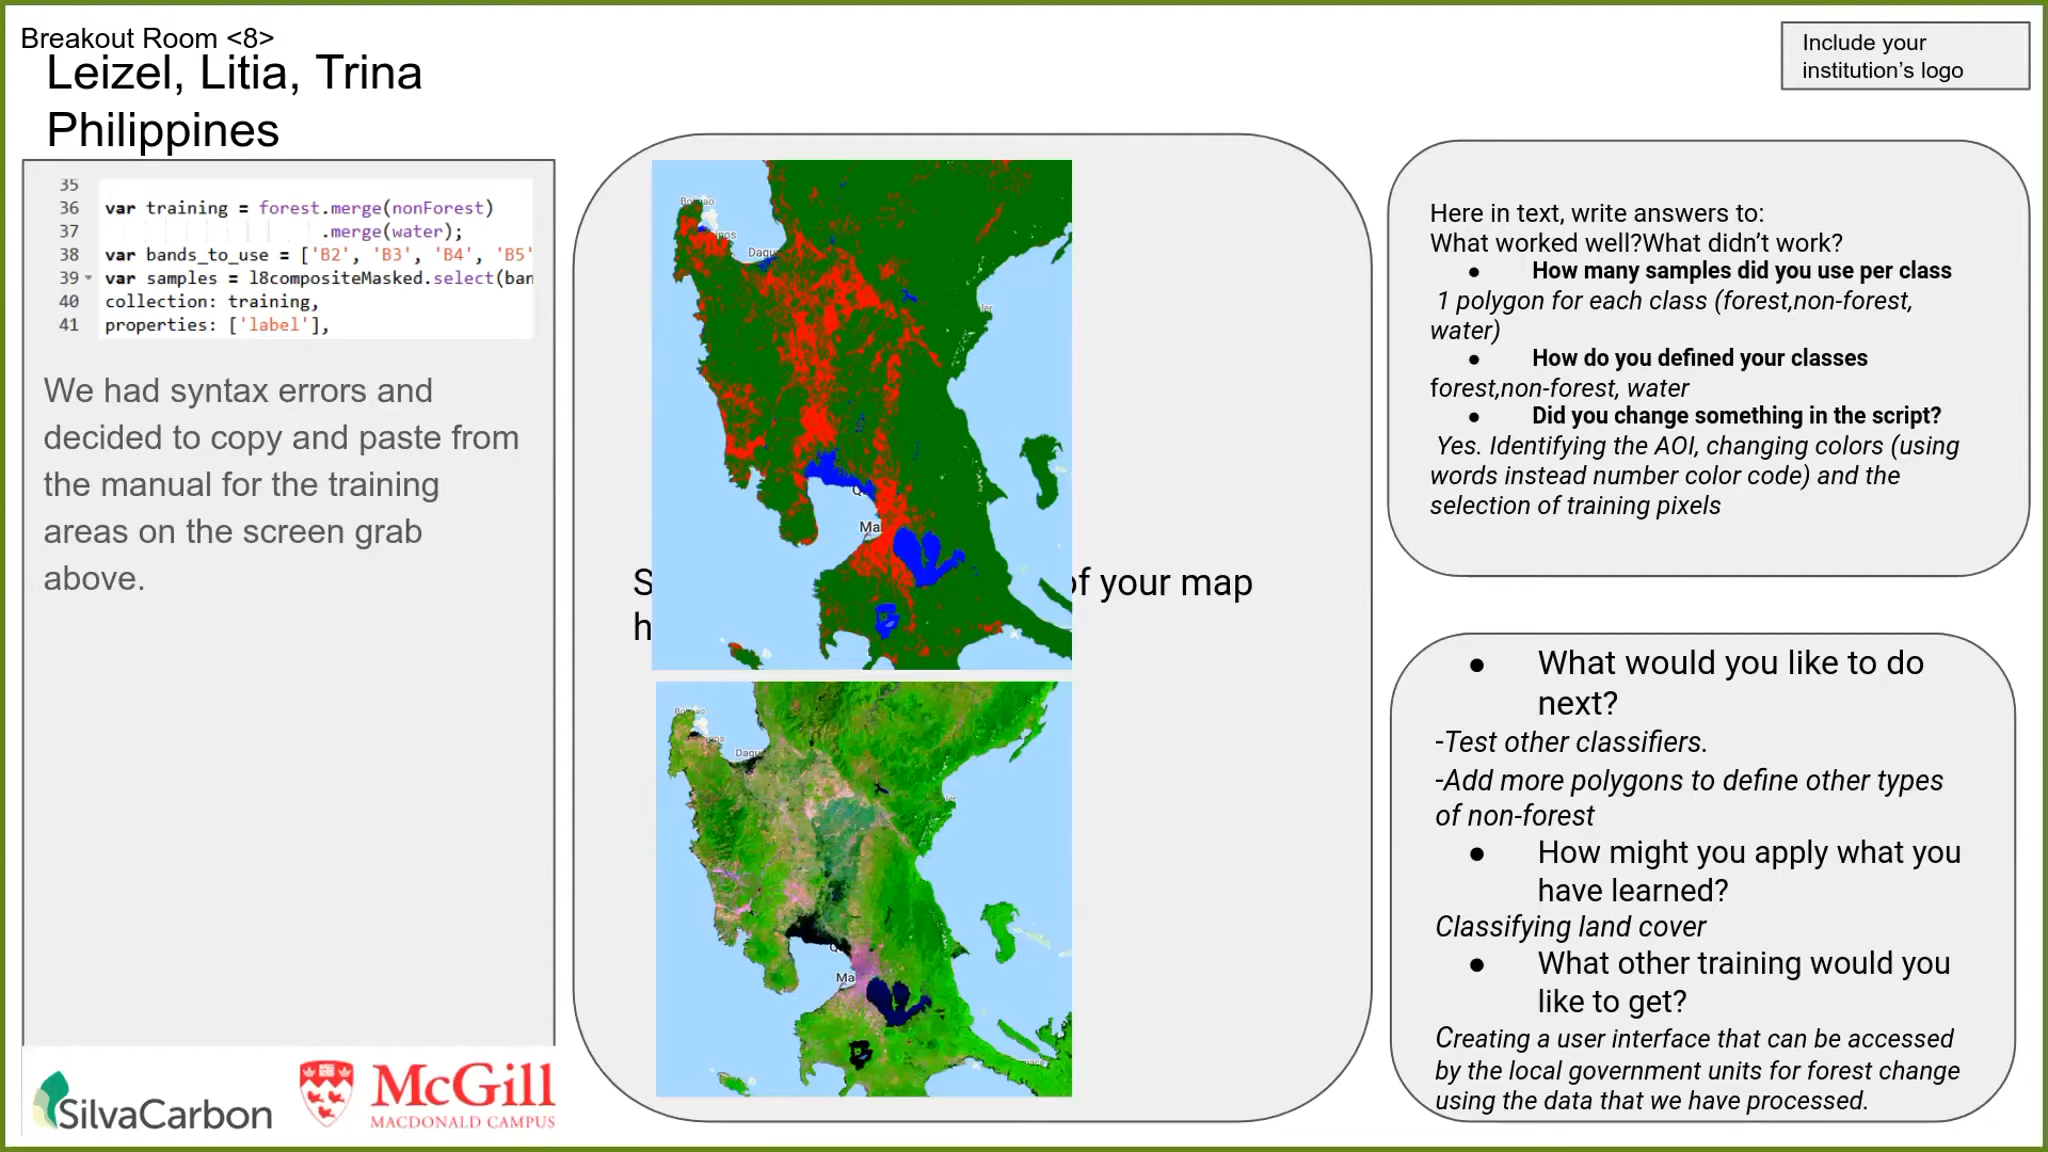 Breakout Room <8>
Leizel, Litia, Trina
Philippines
Include your
institution’s logo
35
36 var training = forest.merge(nonForest)
37 .merge(water);
38 var bands_to_use = ['B2', 'B3', 'B4', 'B5'
39 var samples = l8compositeMasked.select(ban
40 collection: training,
41 properties: ['label'],
We had syntax errors and
decided to copy and paste from
the manual for the training
areas on the screen grab
above.
SilvaCarbon
McGill
MACDONALD CAMPUS
Dagu
Ma
S
of your map
h
Dagu
Ma
Here in text, write answers to:
What worked well?What didn’t work?
● How many samples did you use per class
1 polygon for each class (forest,non-forest,
water)
● How do you defined your classes
forest,non-forest, water
● Did you change something in the script?
Yes. Identifying the AOI, changing colors (using
words instead number color code) and the
selection of training pixels
● What would you like to do
next?
-Test other classifiers.
-Add more polygons to define other types
of non-forest
● How might you apply what you
have learned?
Classifying land cover
● What other training would you
like to get?
Creating a user interface that can be accessed
by the local government units for forest change
using the data that we have processed.